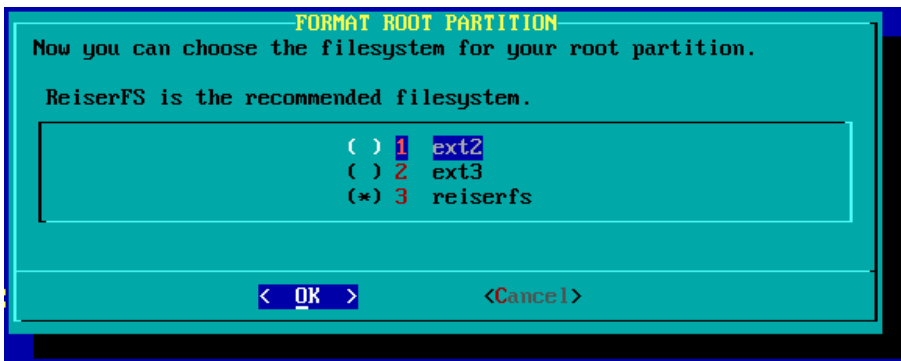 FORMAT ROOT PARTITION
Now you can choose the filesystem for your root partition.
ReiserFS is the recommended filesystem.
( ) 1 ext2
( ) 2 ext3
(*) 3 reiserfs
< OK > <Cancel>